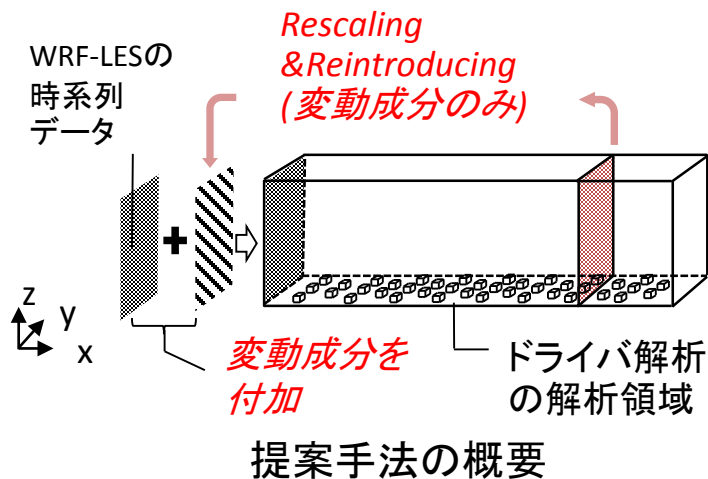 WRF-LESの
時系列
データ
Rescaling
&Reintroducing
(変動成分のみ)
+
z
y
x
変動成分を
付加
ドライバ解析
の解析領域
提案手法の概要